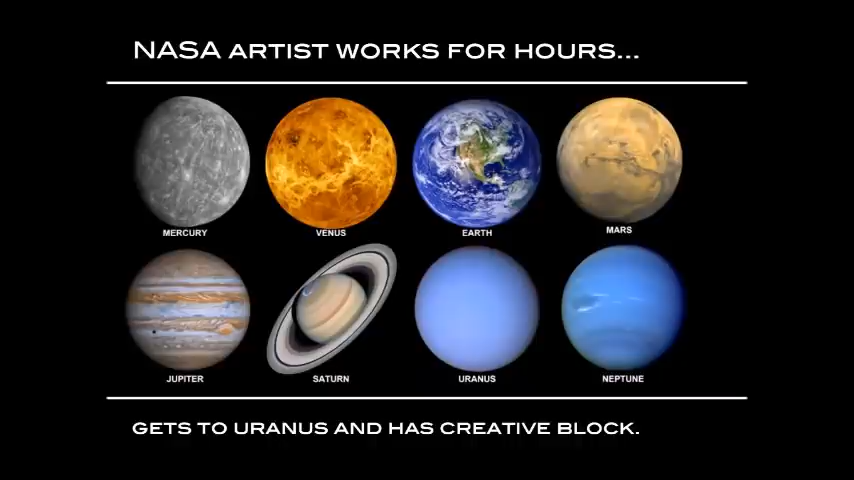 NASA ARTIST WORKS FOR HOURS...
MERCURY VENUS EARTH MARS
JUPITER SATURN URANUS NEPTUNE
GETS TO URANUS AND HAS CREATIVE BLOCK.